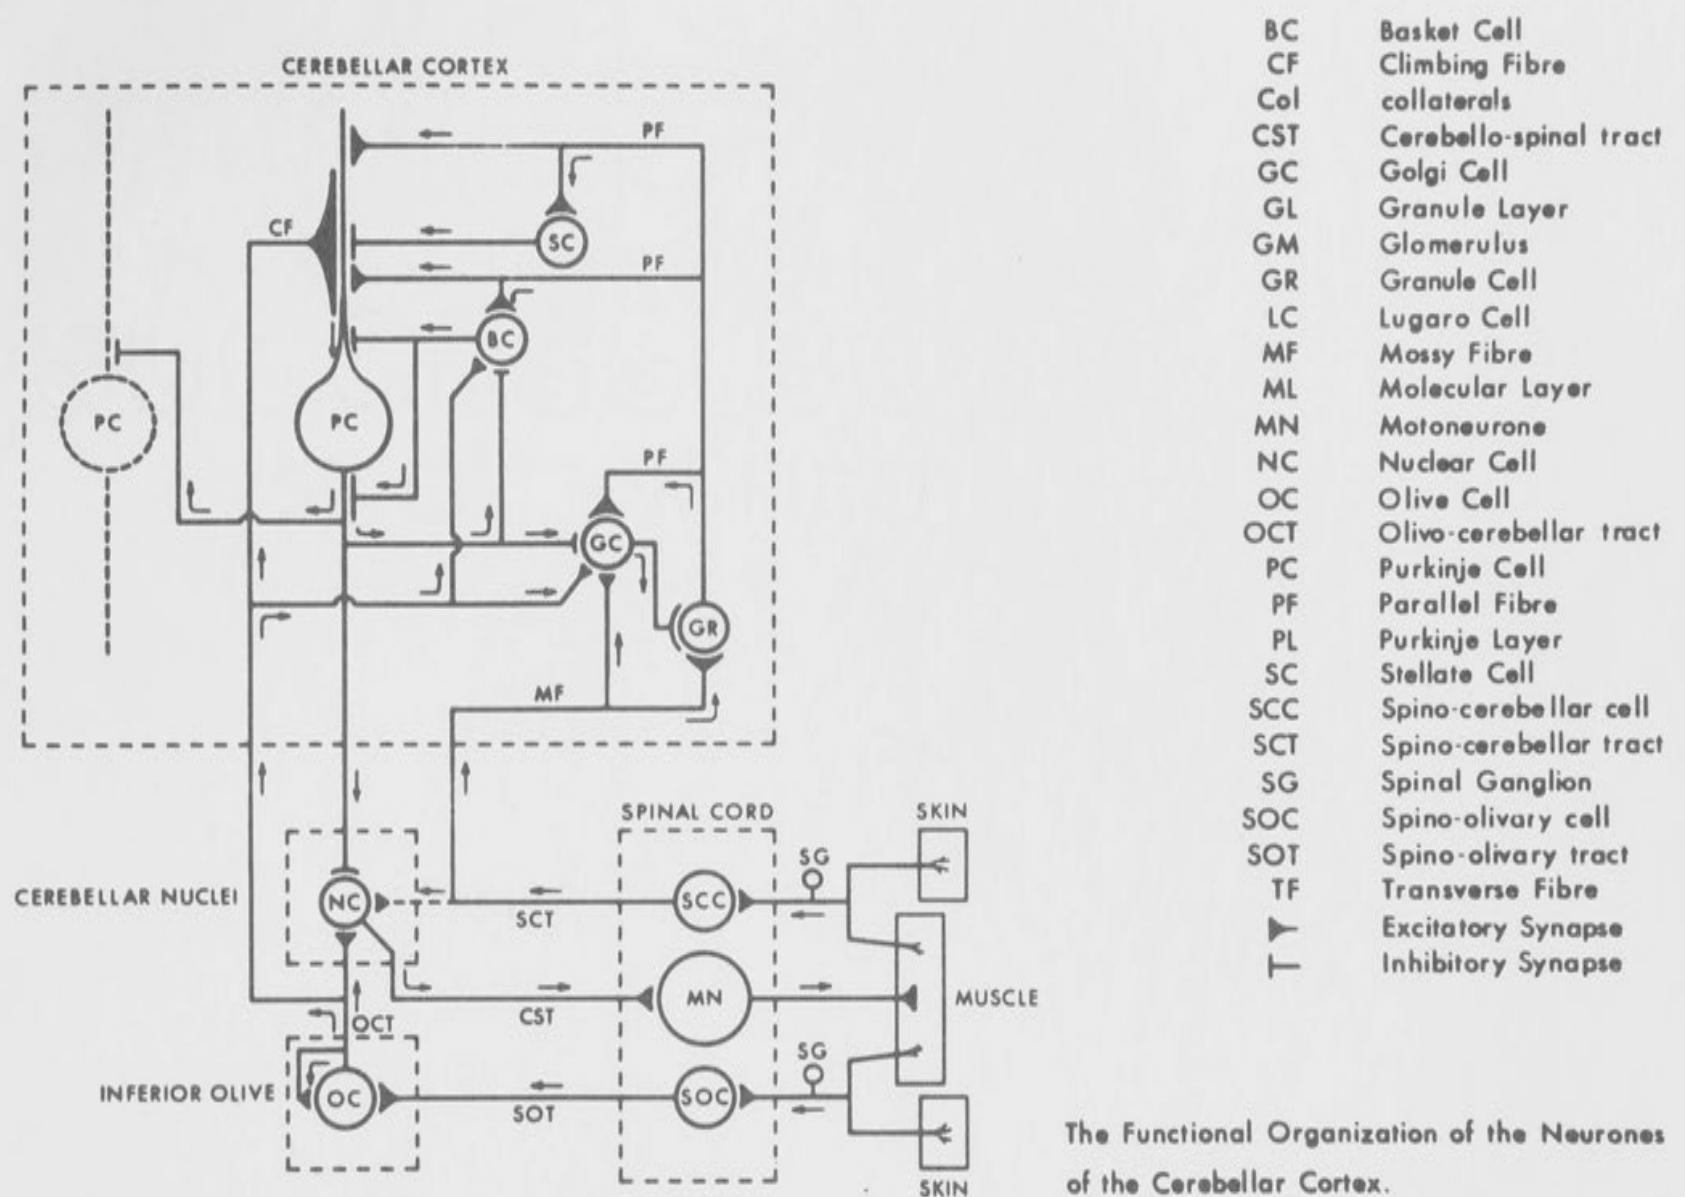 CEREBELLAR CORTEX
PF
CF
SC
PF
BC
PC
PC
PF
GC
GR
MF
SPINAL CORD
SKIN
SG
CEREBELLAR NUCLEI
NC
SCT
SCC
MN
MUSCLE
CST
OCT
SG
INFERIOR OLIVE
OC
SOT
SOC
SKIN
BC Basket Cell
CF Climbing Fibre
Col collaterals
CST Cerebello-spinal tract
GC Golgi Cell
GL Granule Layer
GM Glomerulus
GR Granule Cell
LC Lugaro Cell
MF Mossy Fibre
ML Molecular Layer
MN Motoneurone
NC Nuclear Cell
OC Olive Cell
OCT Olivo-cerebellar tract
PC Purkinje Cell
PF Parallel Fibre
PL Purkinje Layer
SC Stellate Cell
SCC Spino-cerebellar cell
SCT Spino-cerebellar tract
SG Spinal Ganglion
SOC Spino-olivary cell
SOT Spino-olivary tract
TF Transverse Fibre
Excitatory Synapse
Inhibitory Synapse
The Functional Organization of the Neurones
of the Cerebellar Cortex.